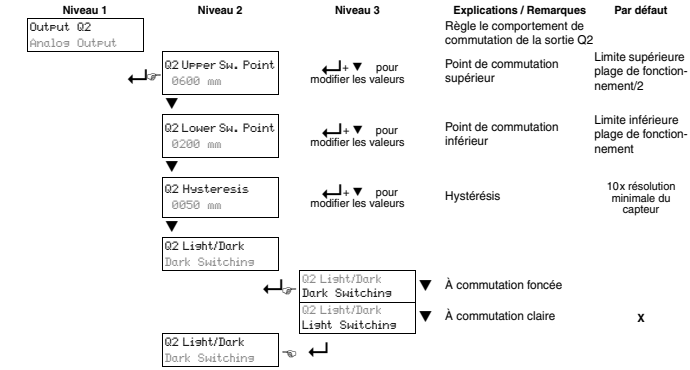 Niveau 1 Niveau 2 Niveau 3 Explications / Remarques Par défaut
Output Q2
Analog Output
Règle le comportement de
commutation de la sortie Q2
Q2 Upper Sw. Point
0600 mm
+ ▼ pour
modifier les valeurs
Point de commutation
supérieur
Limite supérieure
plage de fonction-
nement/2
Q2 Lower Sw. Point
0200 mm
+ ▼ pour
modifier les valeurs
Point de commutation
inférieur
Limite inférieure
plage de fonction-
nement
Q2 Hysteresis
0050 mm
+ ▼ pour
modifier les valeurs
Hystérésis
10x résolution
minimale du
capteur
Q2 Light/Dark
Dark Switching
Q2 Light/Dark
Dark Switching
À commutation foncée
Q2 Light/Dark
Light Switching
À commutation claire
X
Q2 Light/Dark
Dark Switching